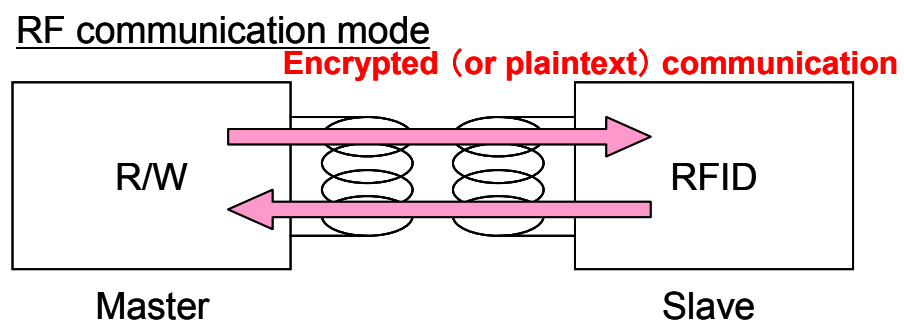 RF communication mode
Encrypted（or plaintext）communication
R/W
RFID
Master
Slave